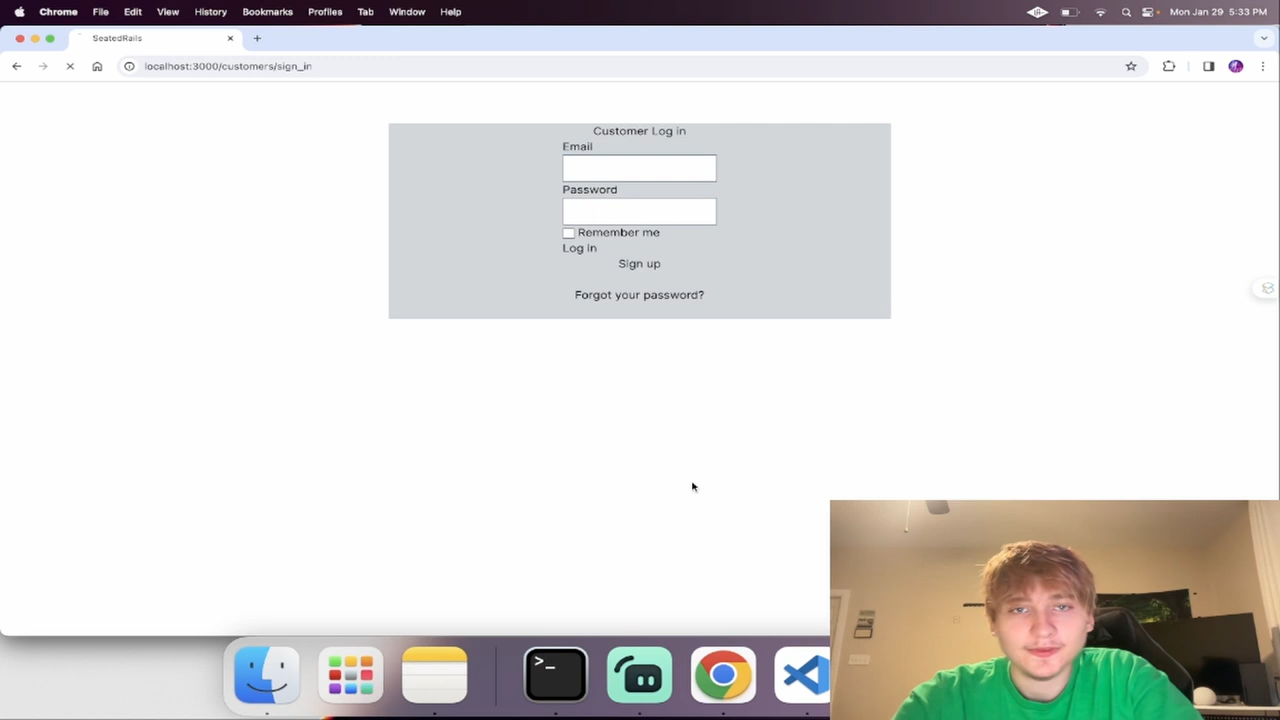 Chrome File Edit View History Bookmarks Profiles Tab Window Help Mon Jan 29 5:33 PM
SeatedRails
localhost:3000/customers/sign_in
Customer Log in
Email
Password
Remember me
Log in
Sign up
Forgot your password?
>_